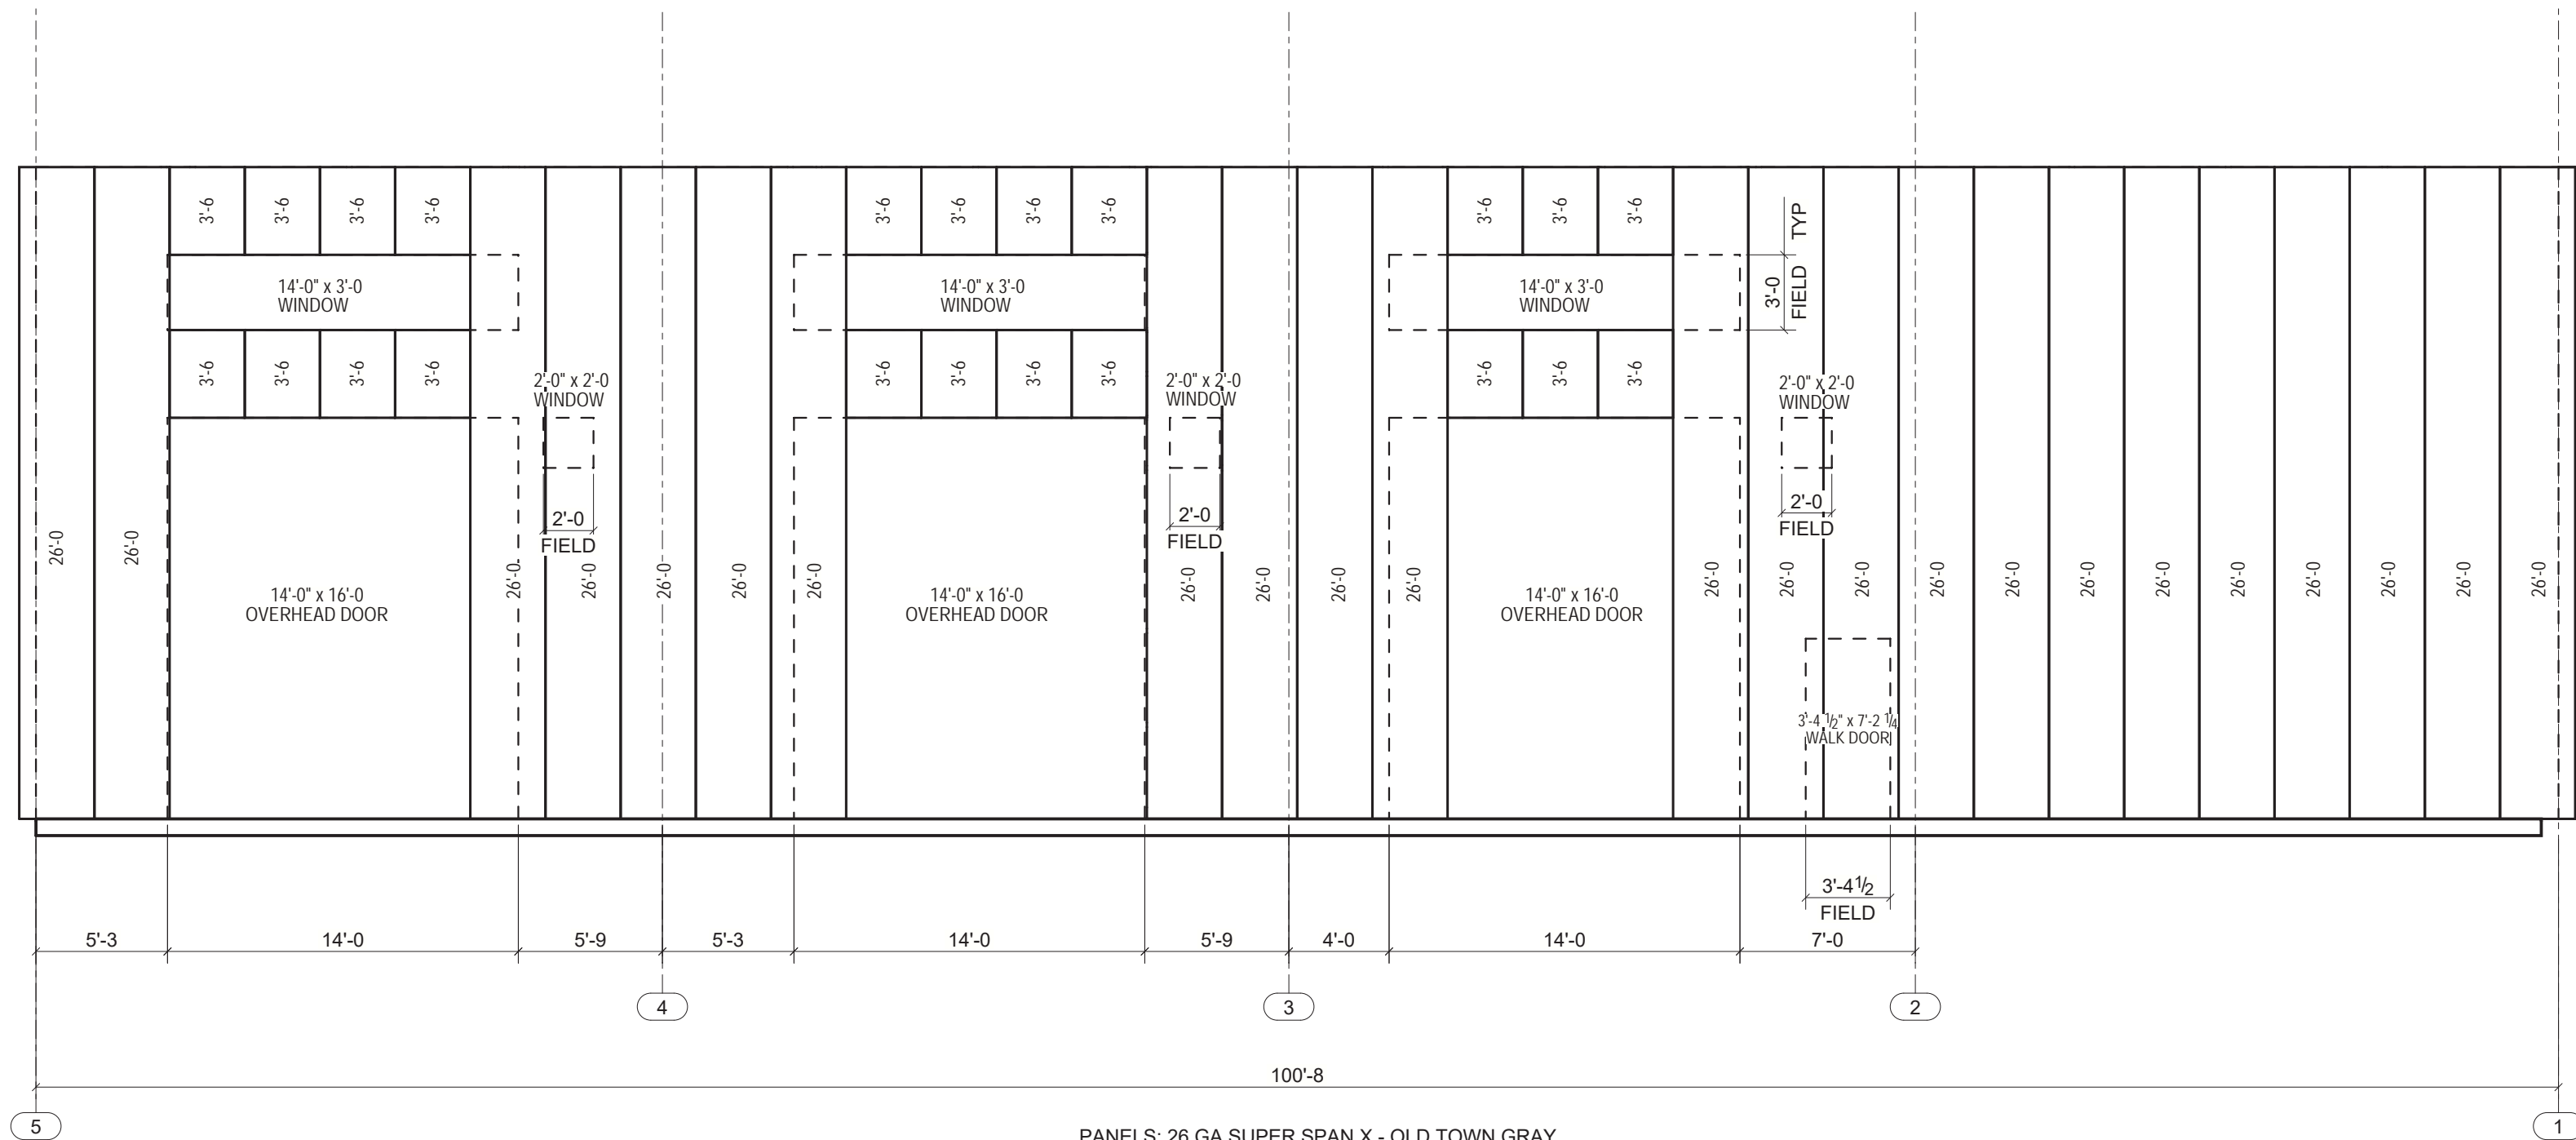 3'-6 3'-6 3'-6 3'-6 3'-6 3'-6 3'-6 3'-6 3'-6 3'-6 3'-6
TYP
14'-0" x 3'-0
WINDOW
14'-0" x 3'-0
WINDOW
14'-0" x 3'-0
WINDOW
3'-0
FIELD
3'-6 3'-6 3'-6 3'-6 3'-6 3'-6 3'-6 3'-6 3'-6 3'-6 3'-6
2'-0" x 2'-0
WINDOW
2'-0" x 2'-0
WINDOW
2'-0" x 2'-0
WINDOW
2'-0
FIELD
2'-0
FIELD
2'-0
FIELD
26'-0 26'-0 26'-0 26'-0 26'-0 26'-0 26'-0 26'-0 26'-0 26'-0 26'-0 26'-0 26'-0 26'-0 26'-0 26'-0 26'-0 26'-0 26'-0 26'-0 26'-0 26'-0 26'-0
14'-0" x 16'-0
OVERHEAD DOOR
14'-0" x 16'-0
OVERHEAD DOOR
14'-0" x 16'-0
OVERHEAD DOOR
3'-4 1/2" x 7'-2 1/4
WALK DOOR
3'-4 1/2
FIELD
5'-3 14'-0 5'-9 5'-3 14'-0 5'-9 4'-0 14'-0 7'-0
4 3 2
100'-8
5 1
PANELS: 26 GA SUPER SPAN X - OLD TOWN GRAY